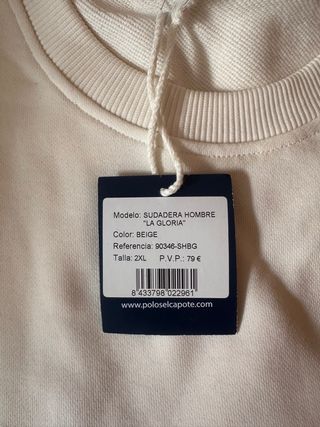 Modelo: SUDADERA HOMBRE
"LA GLORIA"
Color: BEIGE
Referencia: 90346-SHBG
Talla: 2XL P.V.P.: 79 €
8 433798 022961
www.poloselcapote.com